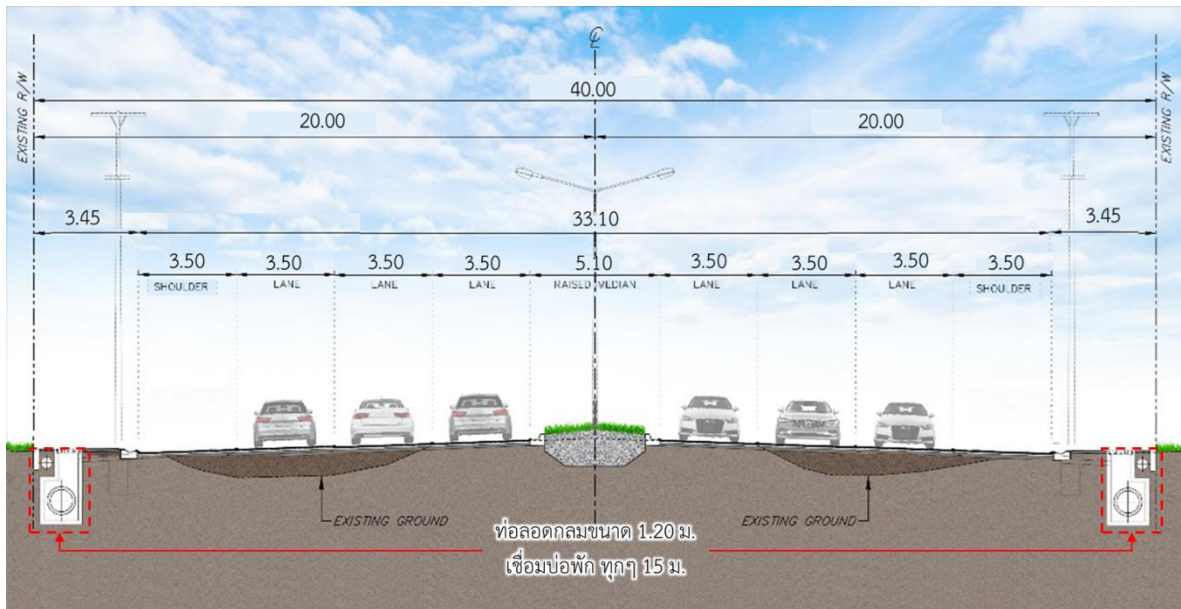 ℄
EXISTING R/W
EXISTING R/W
40.00
20.00
20.00
3.45
33.10
3.45
3.50
3.50
3.50
3.50
5.10
3.50
3.50
3.50
3.50
SHOULDER
LANE
LANE
LANE
RAISED MEDIAN
LANE
LANE
LANE
SHOULDER
EXISTING GROUND
EXISTING GROUND
ท่อลอดกลมขนาด 1.20 ม.
เชื่อมบ่อพัก ทุกๆ 15 ม.